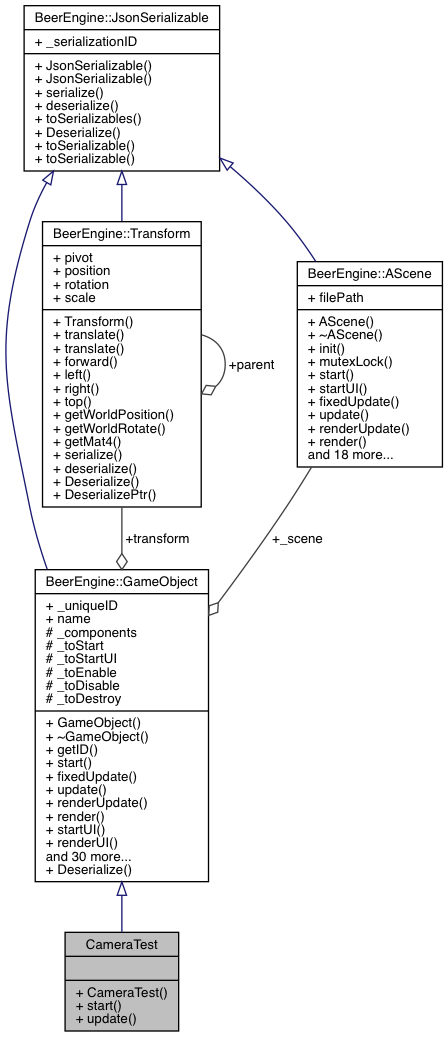 BeerEngine::JsonSerializable
+ _serializationID
+ JsonSerializable()
+ JsonSerializable()
+ serialize()
+ deserialize()
+ toSerializables()
+ Deserialize()
+ toSerializable()
+ toSerializable()
BeerEngine::Transform
+ pivot
+ position
+ rotation
+ scale
+ Transform()
+ translate()
+ translate()
+ forward()
+ left()
+ right()
+ top()
+ getWorldPosition()
+ getWorldRotate()
+ getMat4()
+ serialize()
+ deserialize()
+ Deserialize()
+ DeserializePtr()
+parent
BeerEngine::AScene
+ filePath
+ AScene()
+ ~AScene()
+ init()
+ mutexLock()
+ start()
+ startUI()
+ fixedUpdate()
+ update()
+ renderUpdate()
+ render()
and 18 more...
+transform
+_scene
BeerEngine::GameObject
+ _uniqueID
+ name
# _components
# _toStart
# _toStartUI
# _toEnable
# _toDisable
# _toDestroy
+ GameObject()
+ ~GameObject()
+ getID()
+ start()
+ fixedUpdate()
+ update()
+ renderUpdate()
+ render()
+ startUI()
+ renderUI()
and 30 more...
+ Deserialize()
CameraTest
+ CameraTest()
+ start()
+ update()